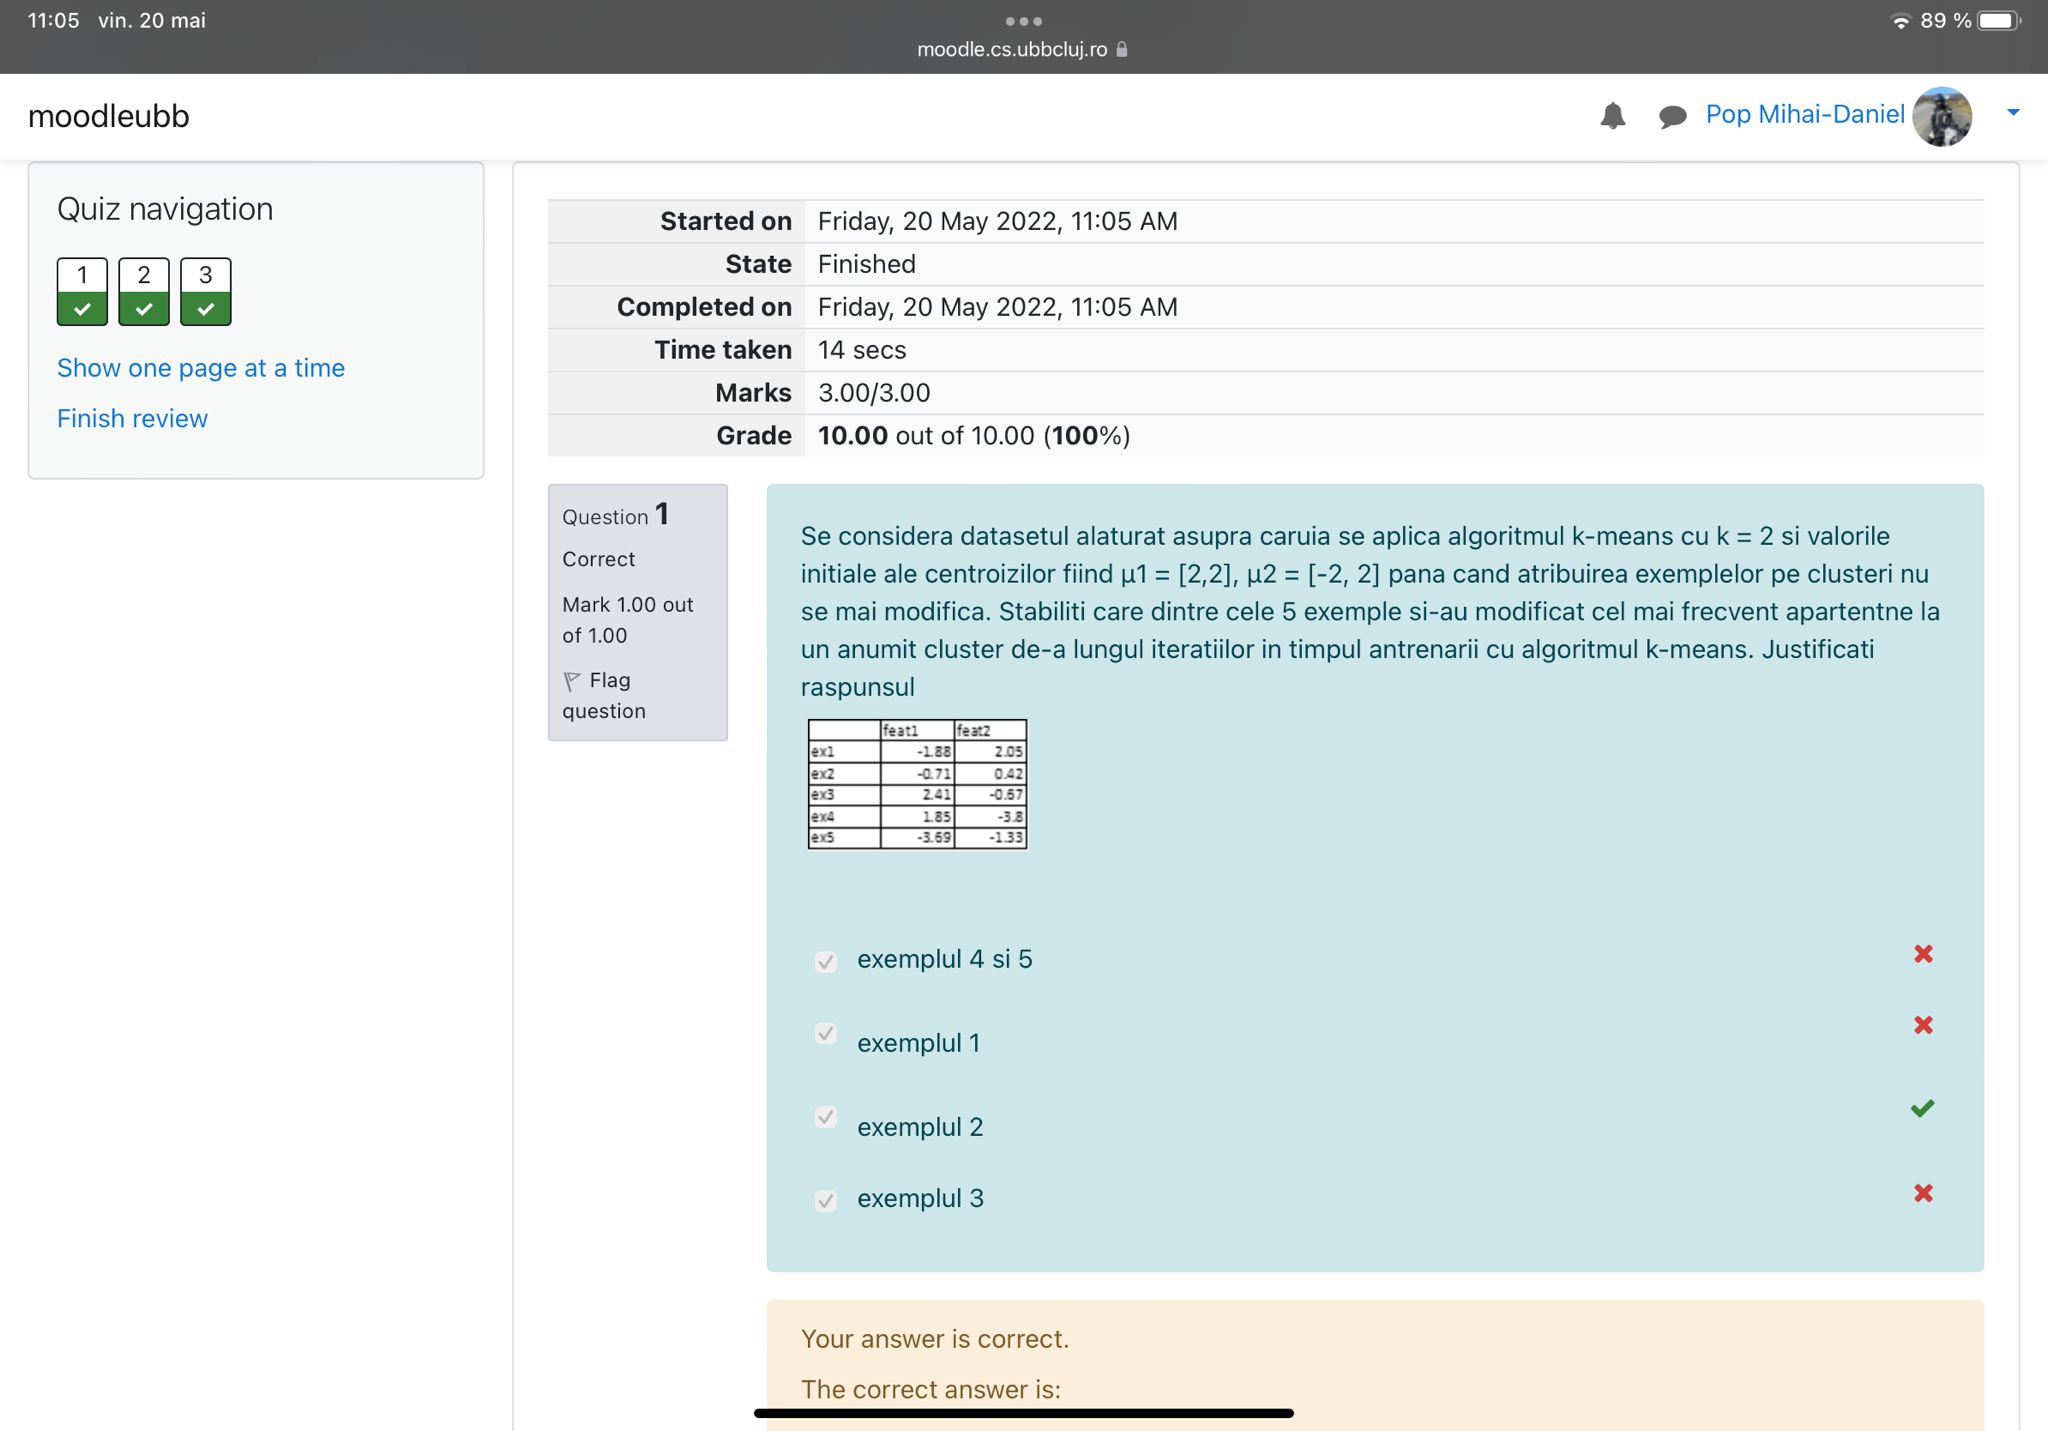 11:05 vin. 20 mai
89 %
moodle.cs.ubbcluj.ro
moodleubb
Pop Mihai-Daniel
Quiz navigation
1 2 3
Show one page at a time
Finish review
Started on Friday, 20 May 2022, 11:05 AM
State Finished
Completed on Friday, 20 May 2022, 11:05 AM
Time taken 14 secs
Marks 3.00/3.00
Grade 10.00 out of 10.00 (100%)
Question 1
Correct
Mark 1.00 out
of 1.00
Flag
question
Se considera datasetul alaturat asupra caruia se aplica algoritmul k-means cu k = 2 si valorile
initiale ale centroizilor fiind µ1 = [2,2], µ2 = [-2, 2] pana cand atribuirea exemplelor pe clusteri nu
se mai modifica. Stabiliti care dintre cele 5 exemple si-au modificat cel mai frecvent apartentne la
un anumit cluster de-a lungul iteratiilor in timpul antrenarii cu algoritmul k-means. Justificati
raspunsul
feat1 feat2
ex1 -1.88 2.05
ex2 -0.71 0.42
ex3 2.41 -0.67
ex4 1.85 -3.8
ex5 -3.69 -1.33
exemplul 4 si 5
exemplul 1
exemplul 2
exemplul 3
Your answer is correct.
The correct answer is: